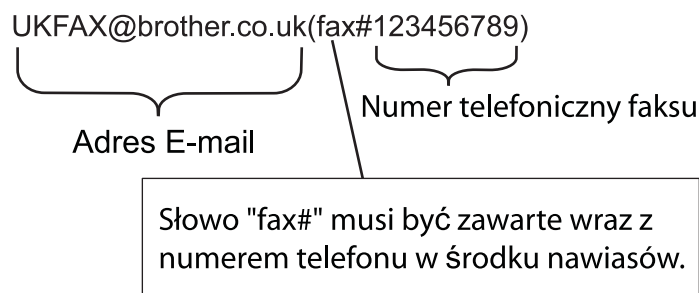 UKFAX@brother.co.uk(fax#123456789)
Numer telefoniczny faksu
Adres E-mail
Słowo "fax#" musi być zawarte wraz z
numerem telefonu w środku nawiasów.